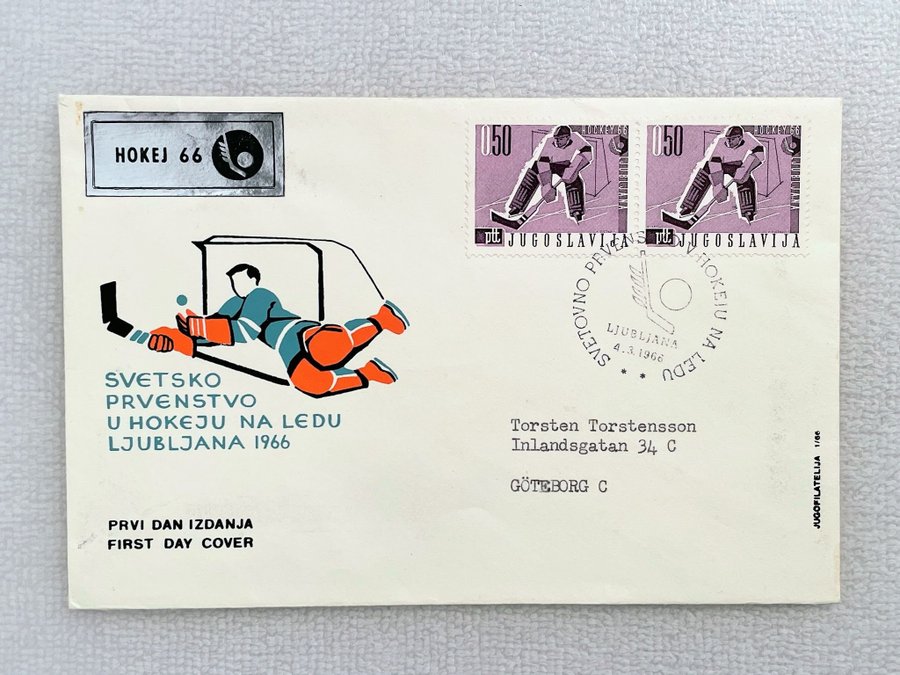 HOKEJ 66
0.50
HOCKEY 66
ptt JUGOSLAVIJA
0.50
HOCKEY 66
ptt JUGOSLAVIJA
SVETOVNO PRVENSTVO V HOKEJU NA LEDU
LJUBLJANA
4.3.1966
* *
SVETSKO
PRVENSTVO
U HOKEJU NA LEDU
LJUBLJANA 1966
Torsten Torstensson
Inlandsgatan 34 C
GÖTEBORG C
PRVI DAN IZDANJA
FIRST DAY COVER
JUGOFILATELIJA 1/66